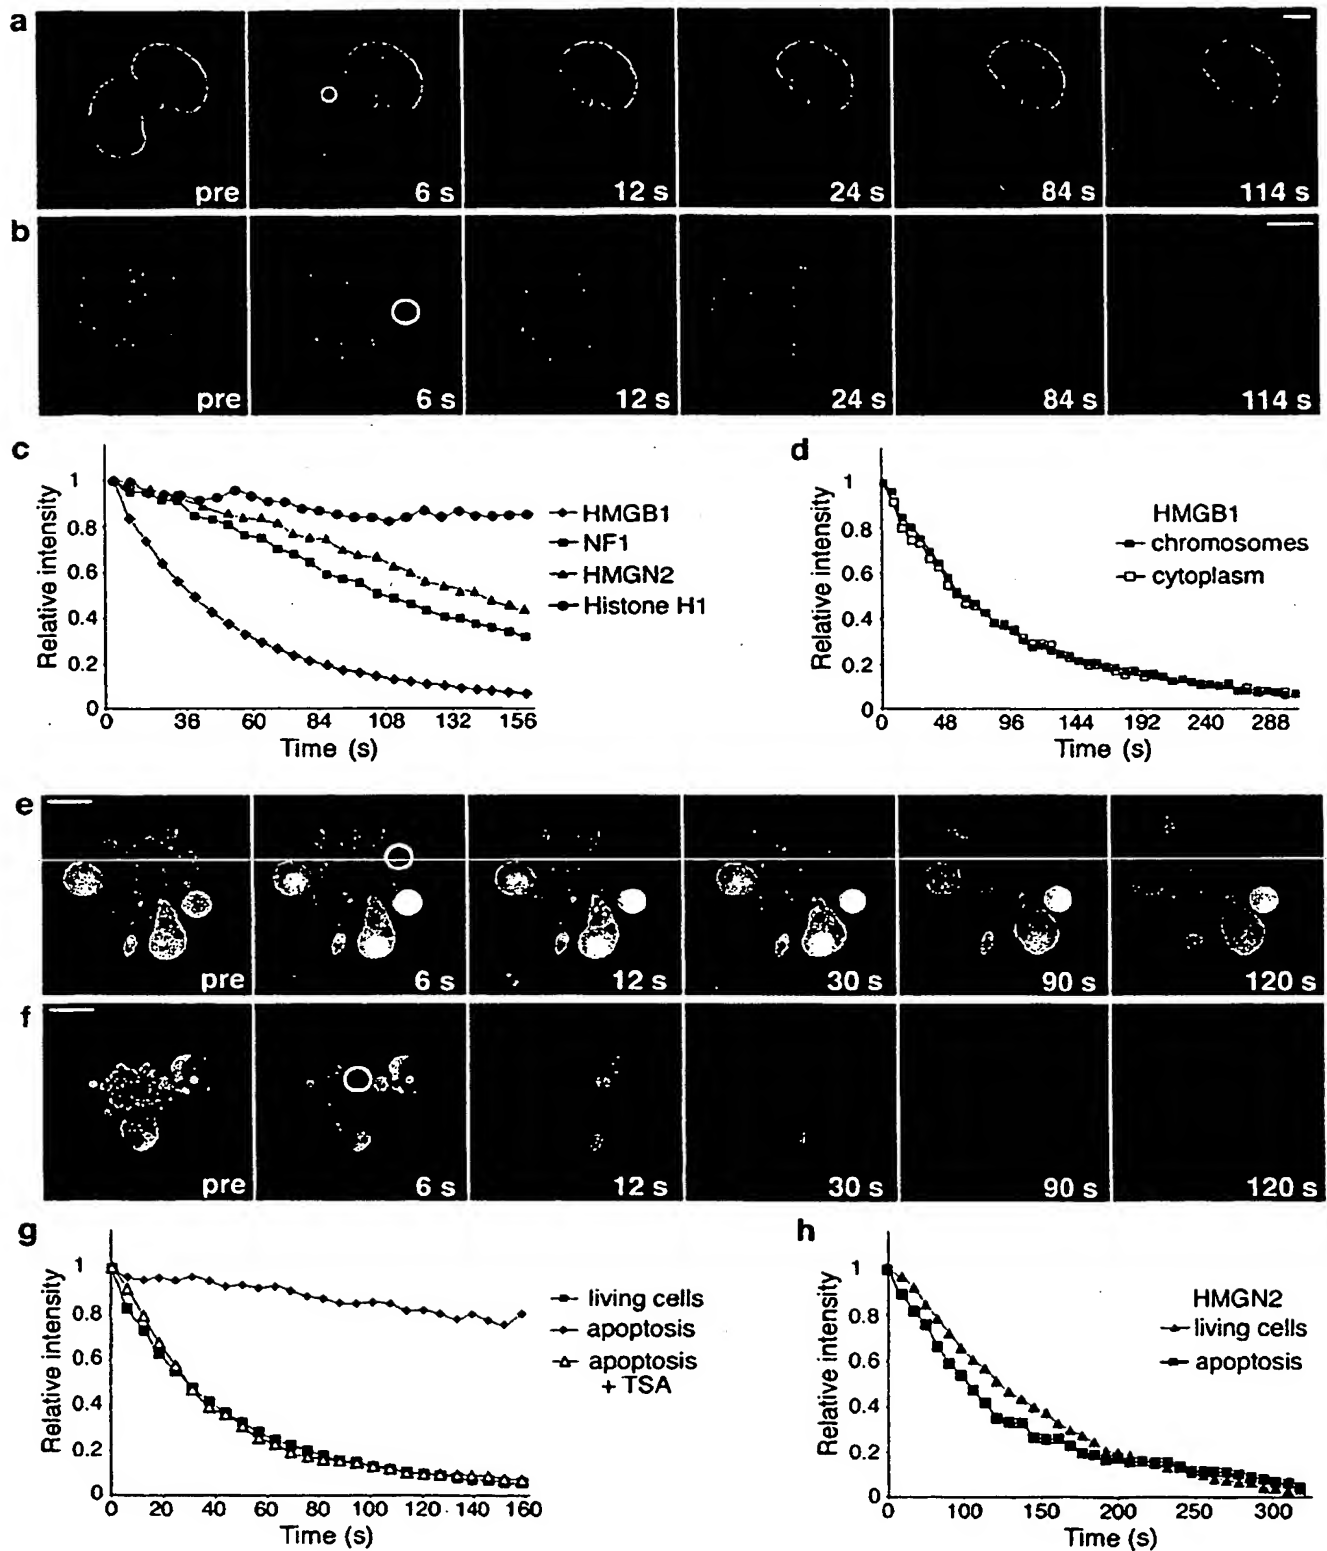 a
pre 6 s 12 s 24 s 84 s 114 s
b
pre 6 s 12 s 24 s 84 s 114 s
c
Relative intensity
1
0.8
0.6
0.4
0.2
0
0 36 60 84 108 132 156
Time (s)
HMGB1
NF1
HMGN2
Histone H1
d
Relative intensity
1
0.8
0.6
0.4
0.2
0
0 48 96 144 192 240 288
Time (s)
HMGB1
chromosomes
cytoplasm
e
pre 6 s 12 s 30 s 90 s 120 s
f
pre 6 s 12 s 30 s 90 s 120 s
g
Relative intensity
1
0.8
0.6
0.4
0.2
0
0 20 40 60 80 100 120 140 160
Time (s)
living cells
apoptosis
apoptosis
+ TSA
h
Relative intensity
1
0.8
0.6
0.4
0.2
0
0 100 150 200 250 300
Time (s)
HMGN2
living cells
apoptosis